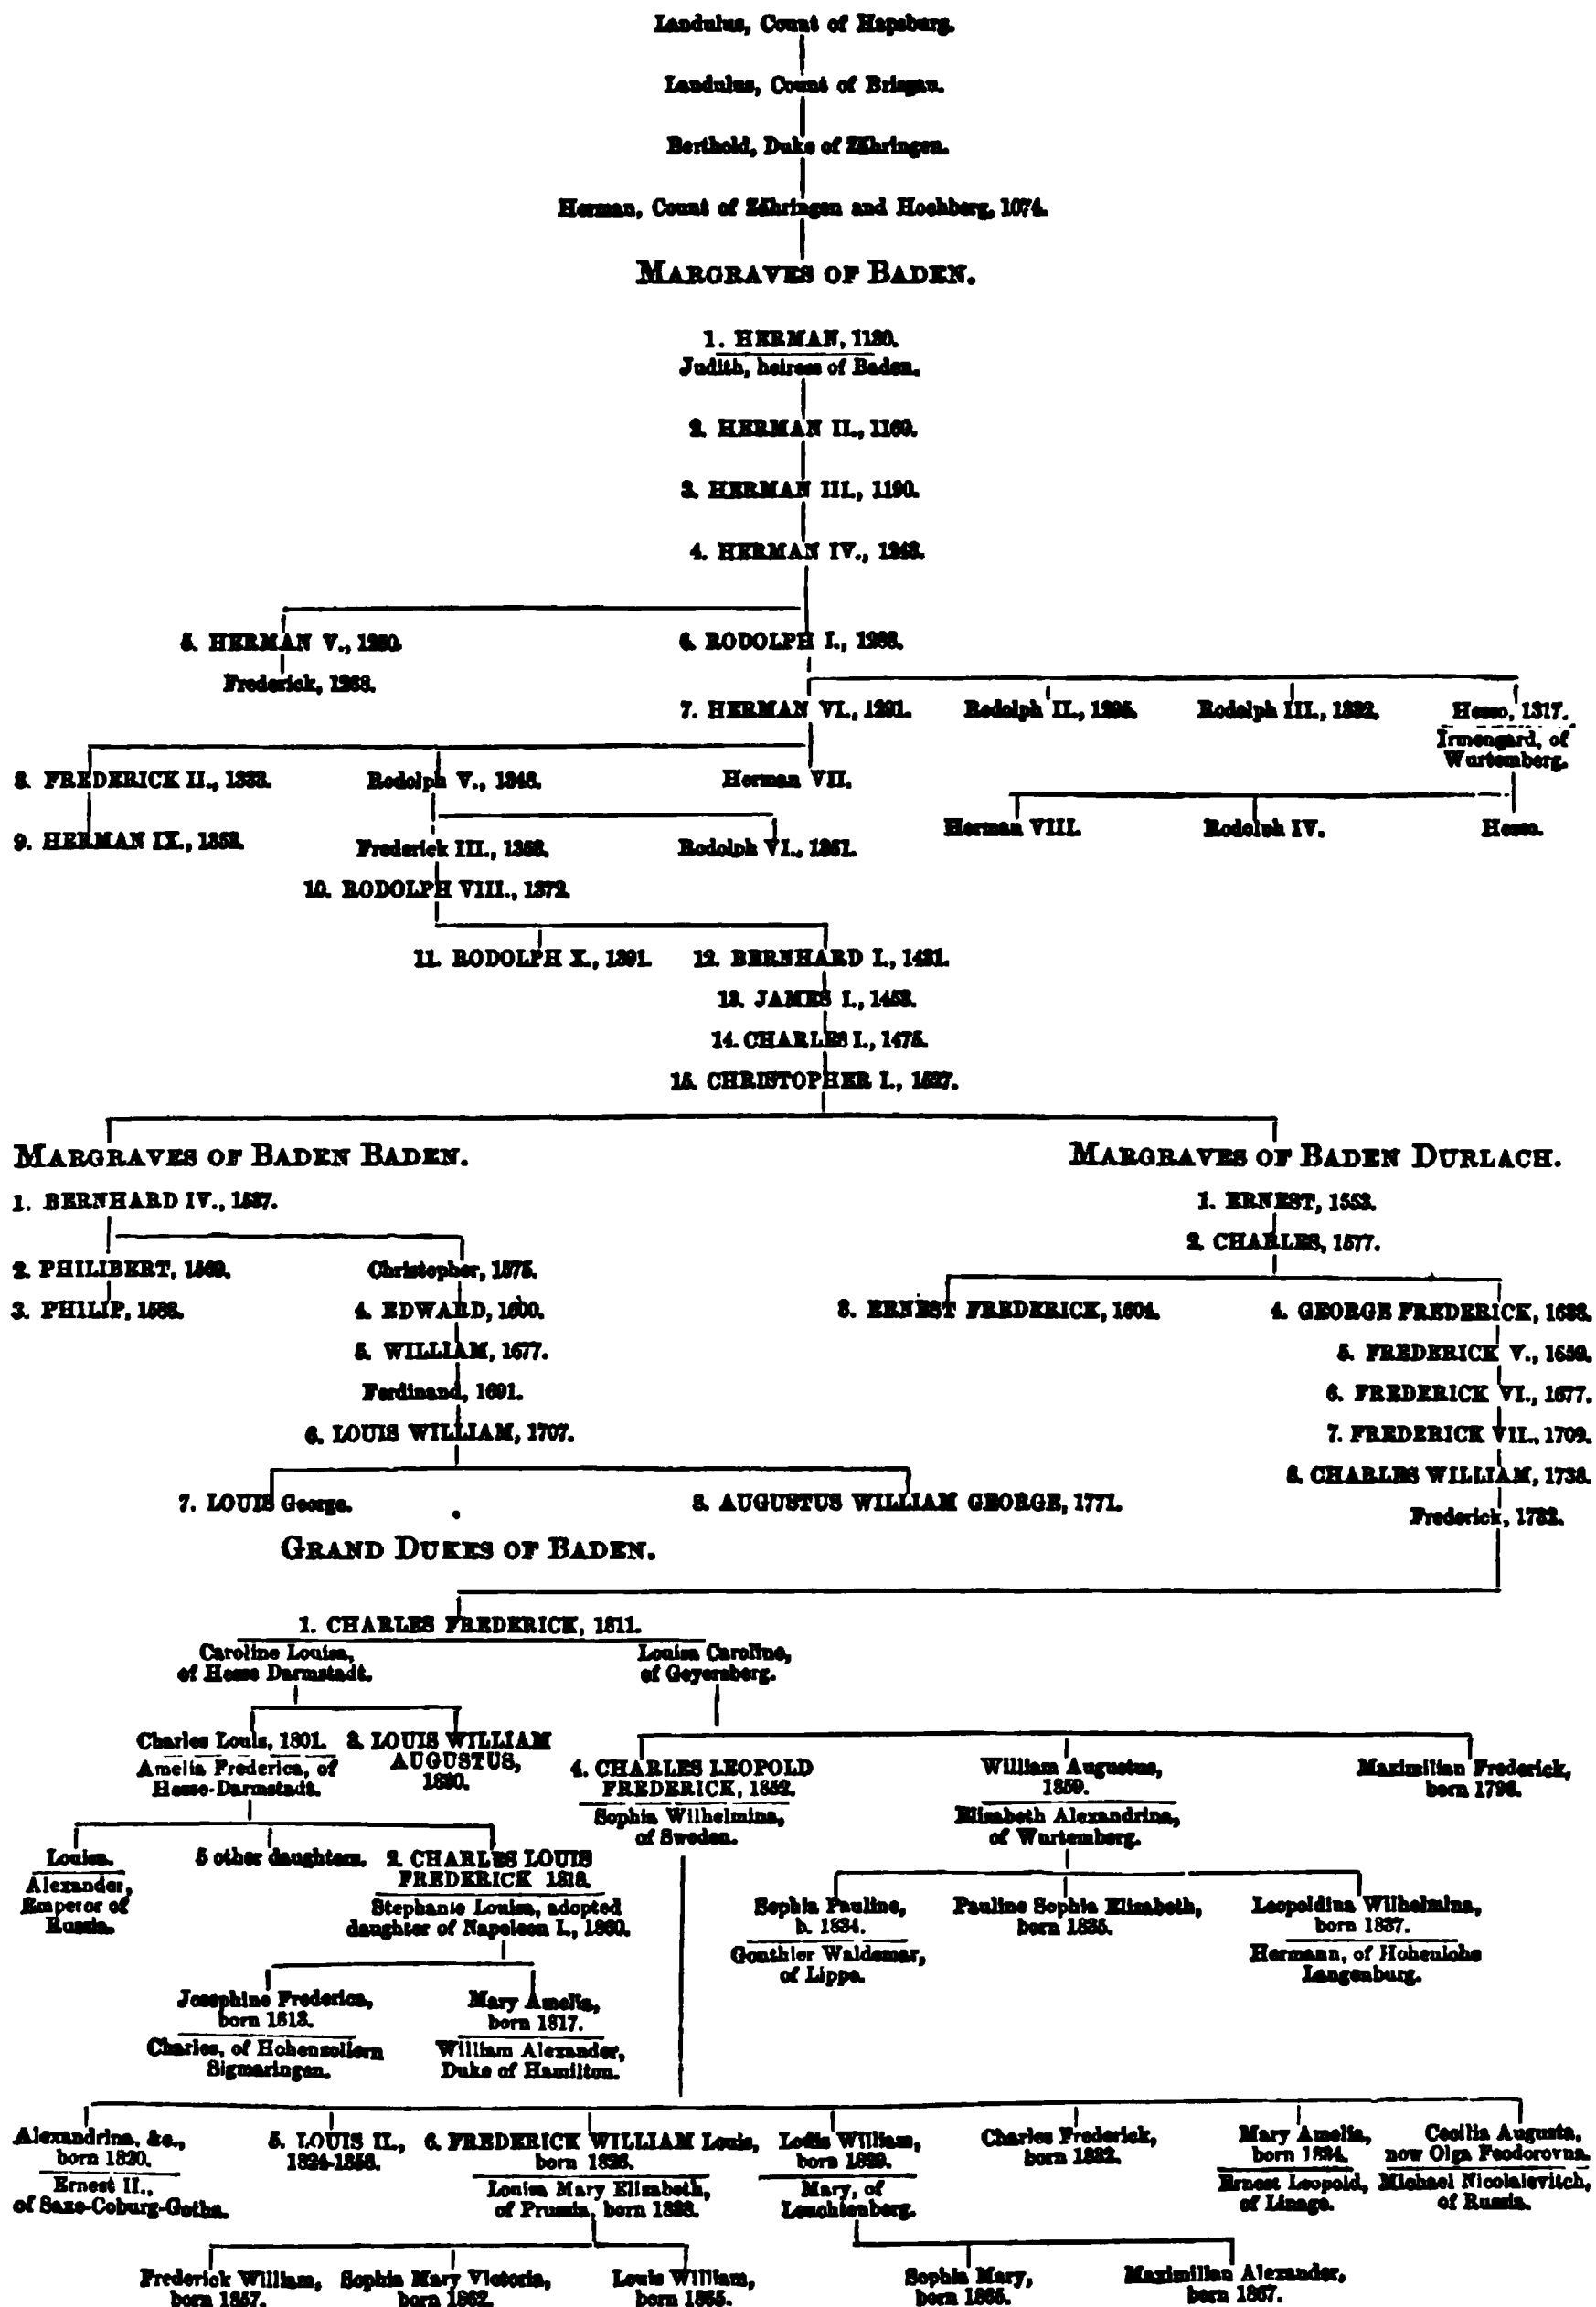 Landulus, Count of Hapsburg.
Landulus, Count of Brisgau.
Berthold, Duke of Zähringen.
Herman, Count of Zähringen and Hochberg, 1074.
MARGRAVES OF BADEN.
1. HERMAN, 1130.
Judith, heiress of Baden.
2. HERMAN II., 1160.
3. HERMAN III., 1190.
4. HERMAN IV., 1243.
5. HERMAN V., 1250. 6. RODOLPH I., 1288.
Frederick, 1268.
7. HERMAN VI., 1291. Rodolph II., 1295. Rodolph III., 1332. Hesso, 1317.
Irmengard, of
Wurtemberg.
8. FREDERICK II., 1333. Rodolph V., 1348. Herman VII.
9. HERMAN IX., 1353. Frederick III., 1353. Rodolph VI., 1361. Herman VIII. Rodolph IV. Hesso.
10. RODOLPH VIII., 1372.
11. RODOLPH X., 1391. 12. BERNHARD I., 1431.
13. JAMES I., 1453.
14. CHARLES I., 1475.
15. CHRISTOPHER I., 1527.
MARGRAVES OF BADEN BADEN. MARGRAVES OF BADEN DURLACH.
1. BERNHARD IV., 1537. 1. ERNEST, 1553.
2. CHARLES, 1577.
2. PHILIBERT, 1569. Christopher, 1575.
3. PHILIP, 1588. 4. EDWARD, 1600. 3. ERNEST FREDERICK, 1604. 4. GEORGE FREDERICK, 1638.
5. WILLIAM, 1677. 5. FREDERICK V., 1659.
Ferdinand, 1691. 6. FREDERICK VI., 1677.
6. LOUIS WILLIAM, 1707. 7. FREDERICK VII., 1709.
8. CHARLES WILLIAM, 1738.
7. LOUIS George. 8. AUGUSTUS WILLIAM GEORGE, 1771. Frederick, 1732.
GRAND DUKES OF BADEN.
1. CHARLES FREDERICK, 1811.
Caroline Louisa, Louisa Caroline,
of Hesse Darmstadt. of Geyersberg.
Charles Louis, 1801. 3. LOUIS WILLIAM
AUGUSTUS,
1830.
Amelia Frederica, of
Hesse-Darmstadt.
4. CHARLES LEOPOLD
FREDERICK, 1852.
Sophia Wilhelmina,
of Sweden.
William Augustus,
1859.
Elizabeth Alexandrina,
of Wurtemberg.
Maximilian Frederick,
born 1796.
Louisa.
Alexander,
Emperor of
Russia.
5 other daughters.
2. CHARLES LOUIS
FREDERICK 1818.
Stephanie Louisa, adopted
daughter of Napoleon I., 1860.
Sophia Pauline,
b. 1834.
Gonthier Waldemar,
of Lippe.
Pauline Sophia Elizabeth,
born 1835.
Leopoldina Wilhelmina,
born 1837.
Hermann, of Hohenlohe
Langenburg.
Josephine Frederica,
born 1813.
Charles, of Hohenzollern
Sigmaringen.
Mary Amelia,
born 1817.
William Alexander,
Duke of Hamilton.
Alexandrina, &c.,
born 1820.
Ernest II.,
of Saxe-Coburg-Gotha.
5. LOUIS II.,
1824-1858.
6. FREDERICK WILLIAM Louis,
born 1826.
Louisa Mary Elizabeth,
of Prussia, born 1838.
Louis William,
born 1829.
Mary, of
Leuchtenberg.
Charles Frederick,
born 1832.
Mary Amelia,
born 1834.
Ernest Leopold,
of Linage.
Cecilia Augusta,
now Olga Feodorovna.
Michael Nicolaievitch,
of Russia.
Frederick William,
born 1857.
Sophia Mary Victoria,
born 1862.
Louis William,
born 1865.
Sophia Mary,
born 1865.
Maximilian Alexander,
born 1867.